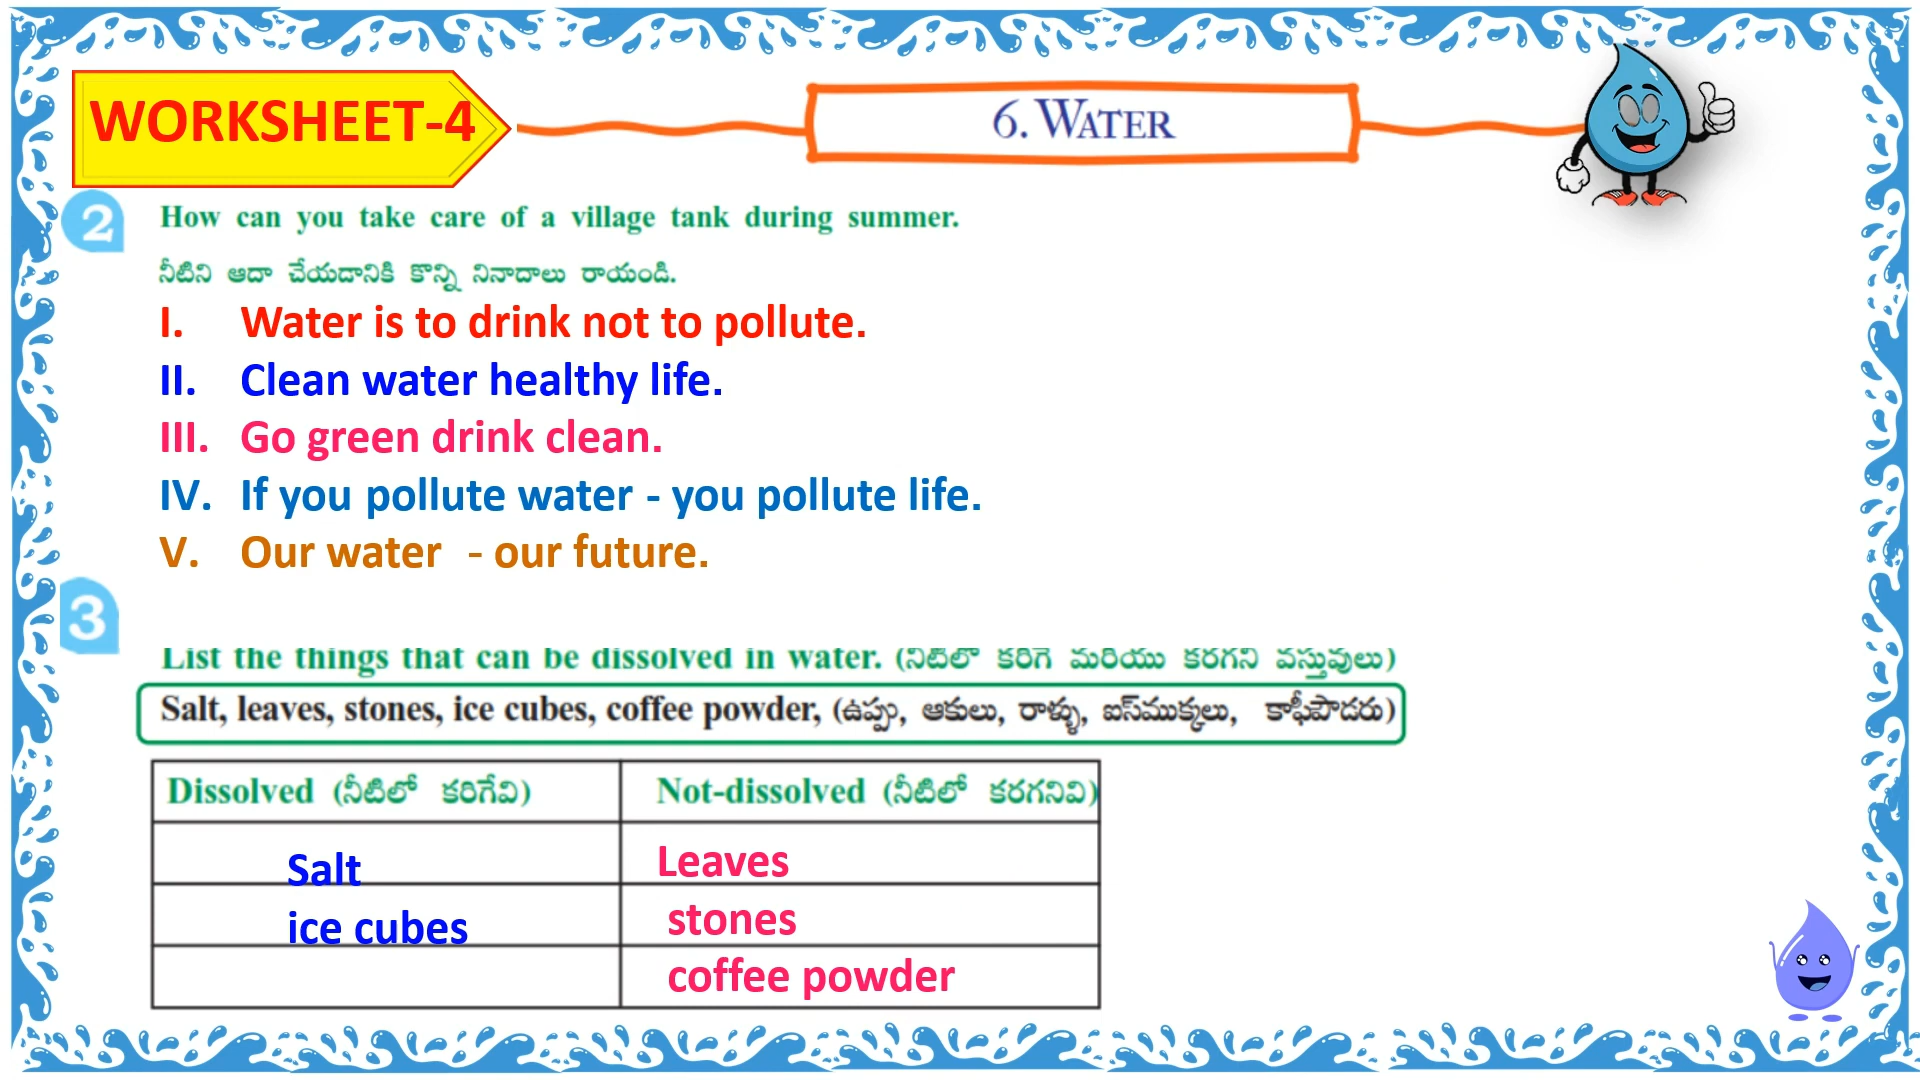 WORKSHEET-4
6. WATER
2
How can you take care of a village tank during summer.
నీటిని ఆదా చేయడానికి కొన్ని నినాదాలు రాయండి.
I. Water is to drink not to pollute.
II. Clean water healthy life.
III. Go green drink clean.
IV. If you pollute water - you pollute life.
V. Our water - our future.
3
List the things that can be dissolved in water. (నీటిలో కరిగే మరియు కరగని వస్తువులు)
Salt, leaves, stones, ice cubes, coffee powder, (ఉప్పు, ఆకులు, రాళ్ళు, ఐస్‌ముక్కలు, కాఫీపౌడరు)
Dissolved (నీటిలో కరిగేవి) Not-dissolved (నీటిలో కరగనివి)
Salt Leaves
ice cubes stones
coffee powder